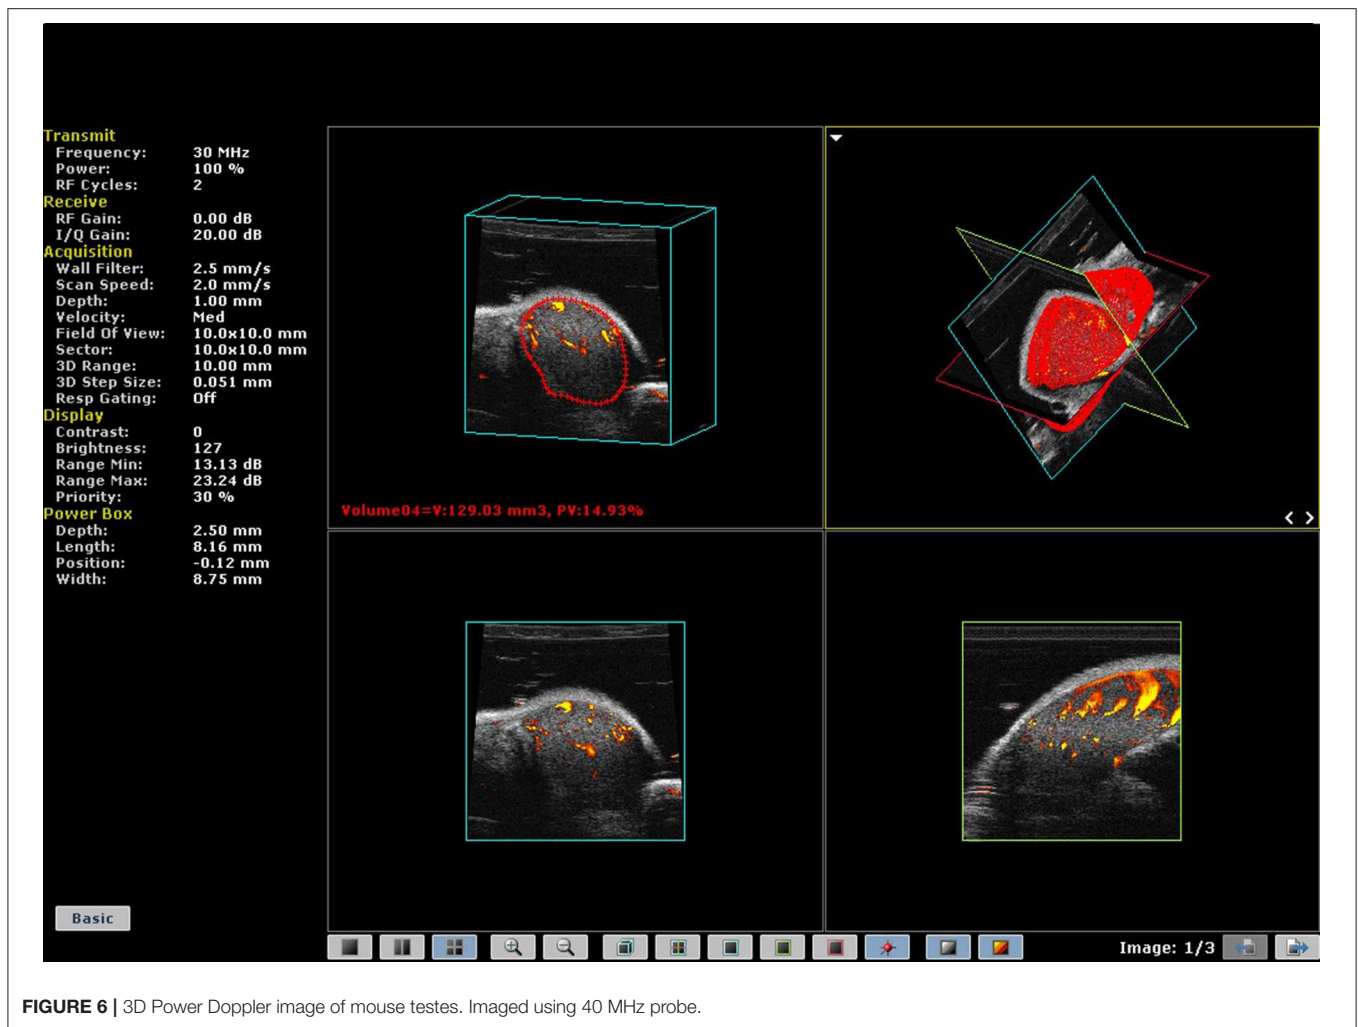 Transmit
Frequency: 30 MHz
Power: 100 %
RF Cycles: 2
Receive
RF Gain: 0.00 dB
I/Q Gain: 20.00 dB
Acquisition
Wall Filter: 2.5 mm/s
Scan Speed: 2.0 mm/s
Depth: 1.00 mm
Velocity: Med
Field Of View: 10.0x10.0 mm
Sector: 10.0x10.0 mm
3D Range: 10.00 mm
3D Step Size: 0.051 mm
Resp Gating: Off
Display
Contrast: 0
Brightness: 127
Range Min: 13.13 dB
Range Max: 23.24 dB
Priority: 30 %
Power Box
Depth: 2.50 mm
Length: 8.16 mm
Position: -0.12 mm
Width: 8.75 mm
Volume04=V:129.03 mm3, PV:14.93%
Basic
Image: 1/3
FIGURE 6 | 3D Power Doppler image of mouse testes. Imaged using 40 MHz probe.